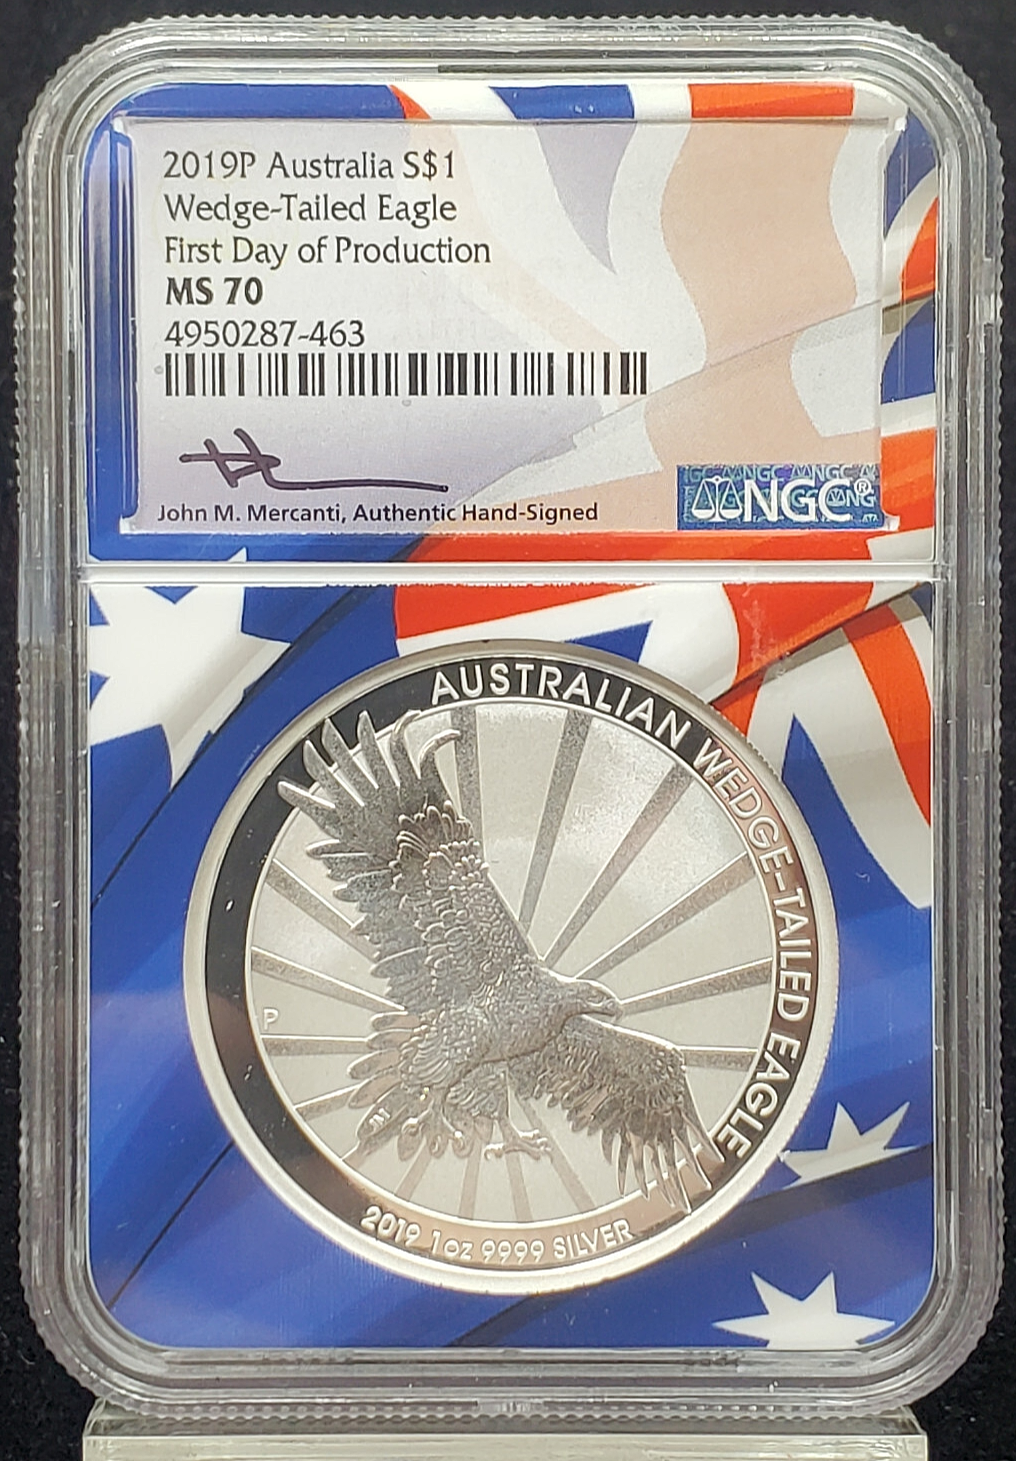 2019P Australia S$1
Wedge-Tailed Eagle
First Day of Production
MS 70
4950287-463
John M. Mercanti, Authentic Hand-Signed
NGC®
AUSTRALIAN WEDGE-TAILED EAGLE
P
2019 1oz 9999 SILVER